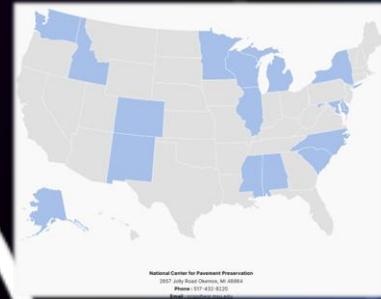 National Center for Pavement Preservation
2857 Jolly Road Okemos, MI 48864
Phone : 517-432-8220
Email :